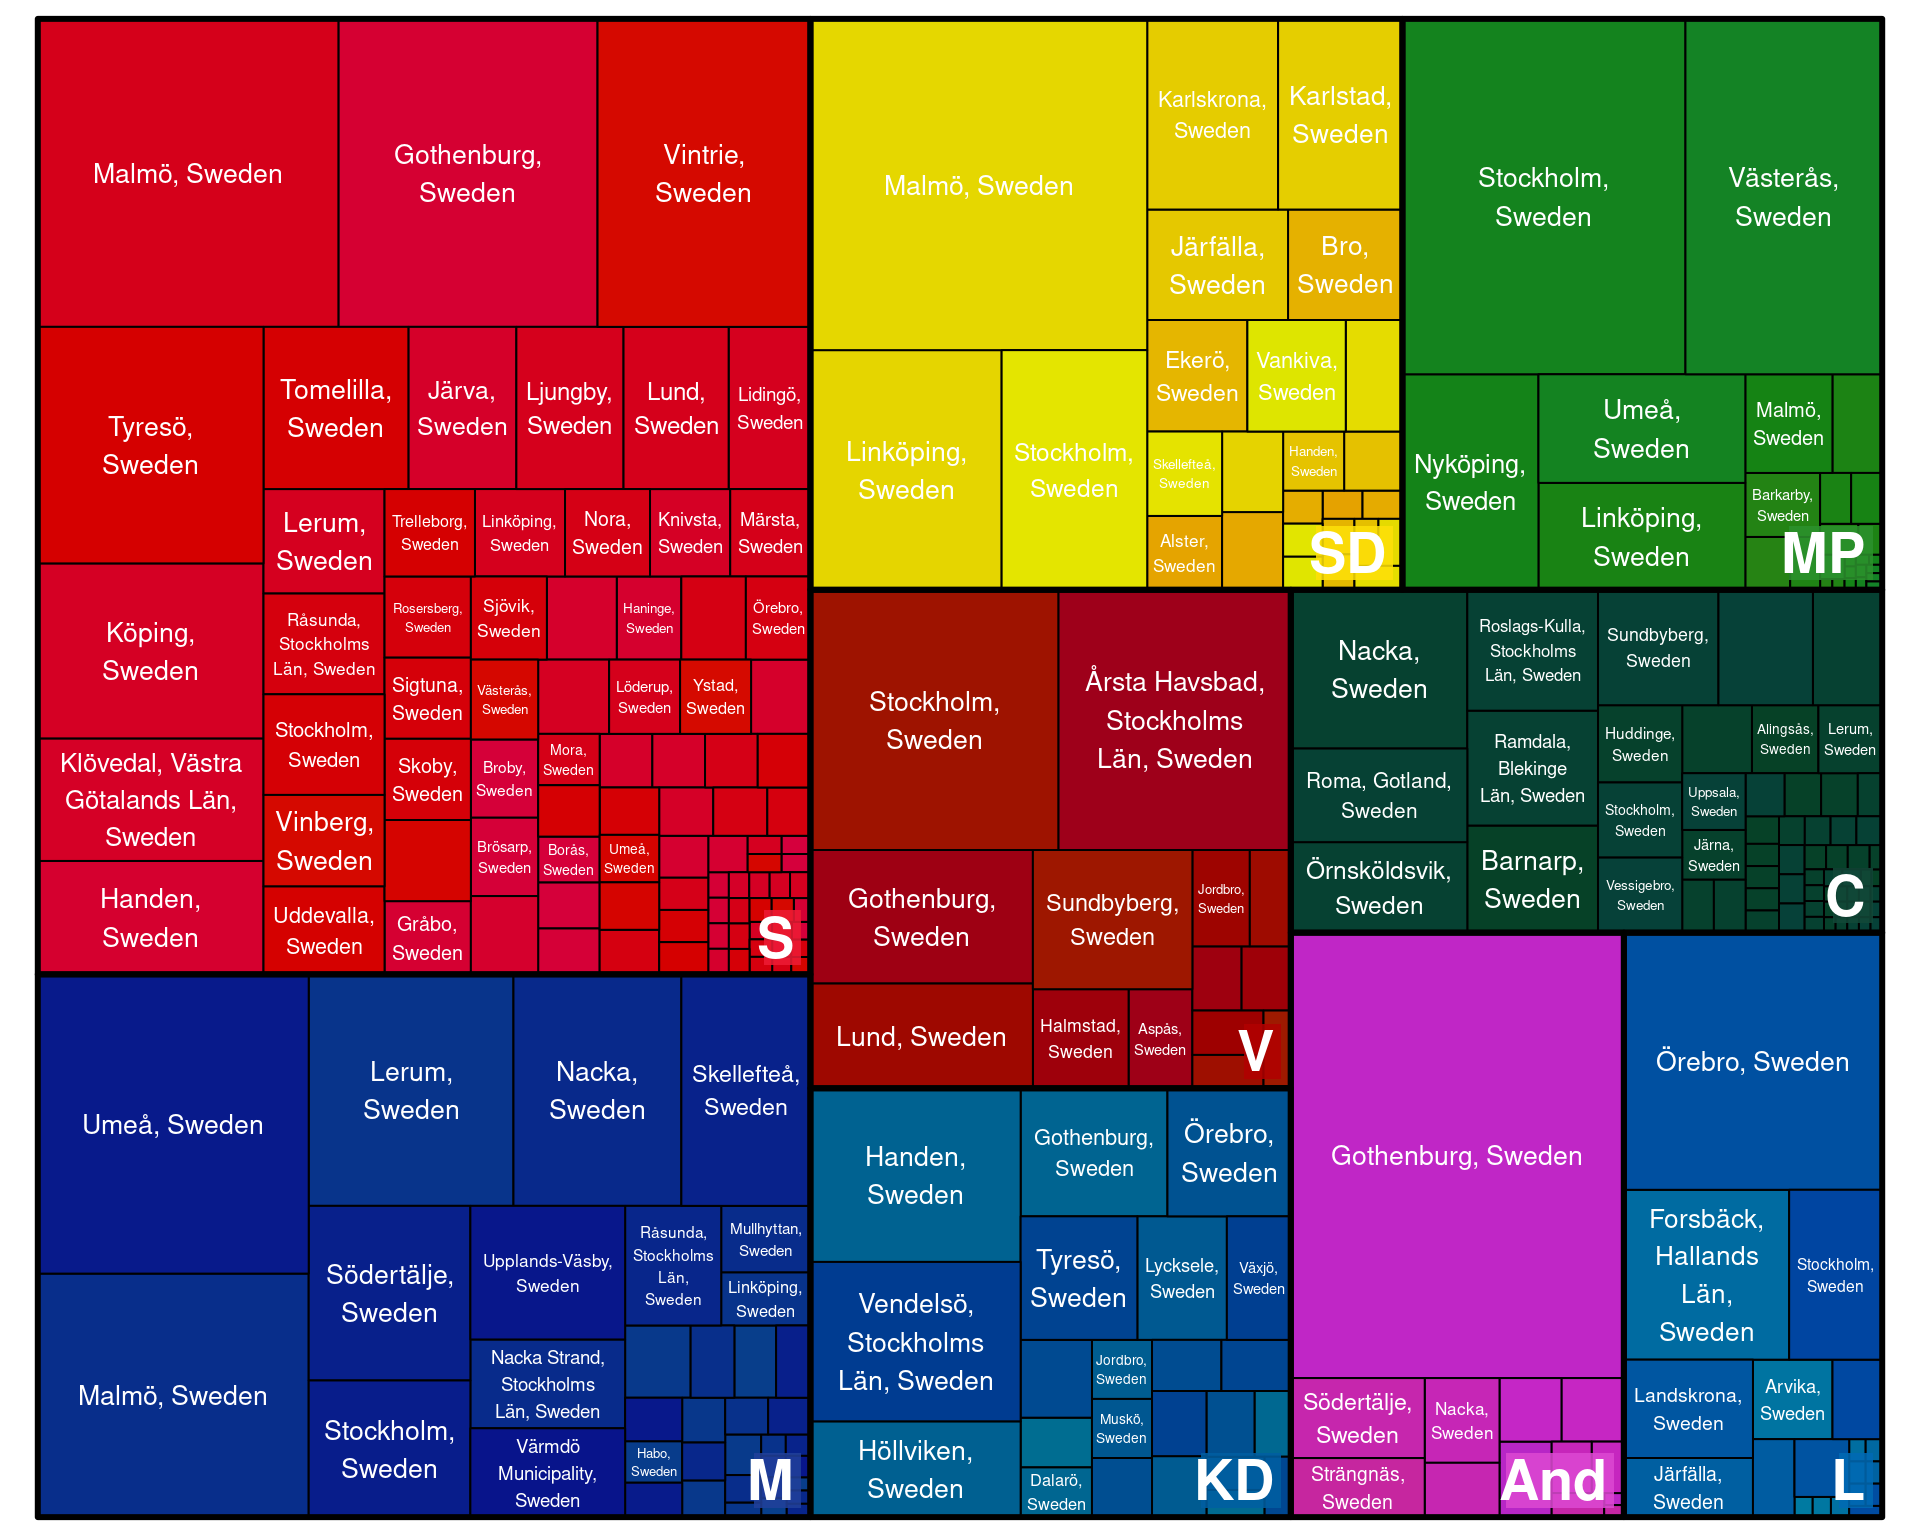 Malmö, Sweden
Gothenburg,
Sweden
Vintrie,
Sweden
Tyresö,
Sweden
Tomelilla,
Sweden
Järva,
Sweden
Ljungby,
Sweden
Lund,
Sweden
Lidingö,
Sweden
Lerum,
Sweden
Trelleborg,
Sweden
Linköping,
Sweden
Nora,
Sweden
Knivsta,
Sweden
Märsta,
Sweden
Köping,
Sweden
Råsunda,
Stockholms
Län, Sweden
Rosersberg,
Sweden
Sjövik,
Sweden
Haninge,
Sweden
Örebro,
Sweden
Sigtuna,
Sweden
Västerås,
Sweden
Löderup,
Sweden
Ystad,
Sweden
Stockholm,
Sweden
Klövedal, Västra
Götalands Län,
Sweden
Skoby,
Sweden
Broby,
Sweden
Mora,
Sweden
Vinberg,
Sweden
Brösarp,
Sweden
Borås,
Sweden
Umeå,
Sweden
Handen,
Sweden
Uddevalla,
Sweden
Gråbo,
Sweden
S
Malmö, Sweden
Karlskrona,
Sweden
Karlstad,
Sweden
Järfälla,
Sweden
Bro,
Sweden
Ekerö,
Sweden
Vankiva,
Sweden
Linköping,
Sweden
Stockholm,
Sweden
Skellefteå,
Sweden
Handen,
Sweden
Alster,
Sweden
SD
Stockholm,
Sweden
Västerås,
Sweden
Nyköping,
Sweden
Umeå,
Sweden
Malmö,
Sweden
Linköping,
Sweden
Barkarby,
Sweden
MP
Stockholm,
Sweden
Årsta Havsbad,
Stockholms
Län, Sweden
Gothenburg,
Sweden
Sundbyberg,
Sweden
Jordbro,
Sweden
Lund, Sweden
Halmstad,
Sweden
Aspås,
Sweden
V
Nacka,
Sweden
Roslags-Kulla,
Stockholms
Län, Sweden
Sundbyberg,
Sweden
Roma, Gotland,
Sweden
Ramdala,
Blekinge
Län, Sweden
Huddinge,
Sweden
Alingsås,
Sweden
Lerum,
Sweden
Stockholm,
Sweden
Uppsala,
Sweden
Järna,
Sweden
Örnsköldsvik,
Sweden
Barnarp,
Sweden
Vessigebro,
Sweden
C
Umeå, Sweden
Lerum,
Sweden
Nacka,
Sweden
Skellefteå,
Sweden
Malmö, Sweden
Södertälje,
Sweden
Upplands-Väsby,
Sweden
Råsunda,
Stockholms
Län,
Sweden
Mullhyttan,
Sweden
Linköping,
Sweden
Nacka Strand,
Stockholms
Län, Sweden
Stockholm,
Sweden
Värmdö
Municipality,
Sweden
Habo,
Sweden
M
Handen,
Sweden
Gothenburg,
Sweden
Örebro,
Sweden
Tyresö,
Sweden
Lycksele,
Sweden
Växjö,
Sweden
Vendelsö,
Stockholms
Län, Sweden
Jordbro,
Sweden
Muskö,
Sweden
Höllviken,
Sweden
Dalarö,
Sweden
KD
Gothenburg, Sweden
Södertälje,
Sweden
Nacka,
Sweden
Strängnäs,
Sweden
And
Örebro, Sweden
Forsbäck,
Hallands
Län,
Sweden
Stockholm,
Sweden
Landskrona,
Sweden
Arvika,
Sweden
Järfälla,
Sweden
L